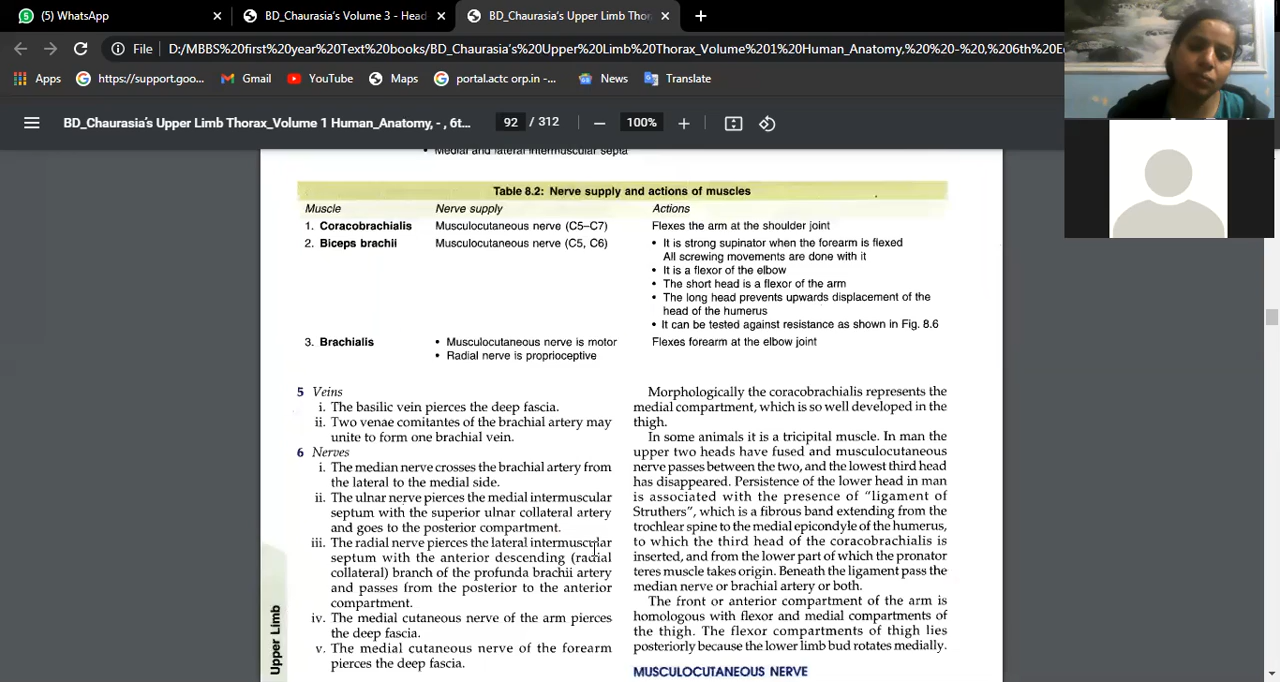 (5) WhatsApp
BD_Chaurasia's Volume 3 - Head
BD_Chaurasia's Upper Limb Thor
File
D:/MBBS%20first%20year%20Text%20books/BD_Chaurasia's%20Upper%20Limb%20Thorax_Volume%201%20Human_Anatomy,%20%20-%20,%206th%20E
Apps
https://support.goo...
Gmail
YouTube
Maps
portal.actc orp.in -...
News
Translate
BD_Chaurasia's Upper Limb Thorax_Volume 1 Human_Anatomy, - , 6t...
92 / 312
100%
• Medial and lateral intermuscular septa
Table 8.2: Nerve supply and actions of muscles
Muscle Nerve supply Actions
1. Coracobrachialis Musculocutaneous nerve (C5–C7) Flexes the arm at the shoulder joint
2. Biceps brachii Musculocutaneous nerve (C5, C6) • It is strong supinator when the forearm is flexed
All screwing movements are done with it
• It is a flexor of the elbow
• The short head is a flexor of the arm
• The long head prevents upwards displacement of the
head of the humerus
• It can be tested against resistance as shown in Fig. 8.6
3. Brachialis • Musculocutaneous nerve is motor Flexes forearm at the elbow joint
• Radial nerve is proprioceptive
5 Veins
i. The basilic vein pierces the deep fascia.
ii. Two venae comitantes of the brachial artery may
unite to form one brachial vein.
6 Nerves
i. The median nerve crosses the brachial artery from
the lateral to the medial side.
ii. The ulnar nerve pierces the medial intermuscular
septum with the superior ulnar collateral artery
and goes to the posterior compartment.
iii. The radial nerve pierces the lateral intermuscular
septum with the anterior descending (radial
collateral) branch of the profunda brachii artery
and passes from the posterior to the anterior
compartment.
iv. The medial cutaneous nerve of the arm pierces
the deep fascia.
v. The medial cutaneous nerve of the forearm
pierces the deep fascia.
Morphologically the coracobrachialis represents the
medial compartment, which is so well developed in the
thigh.
In some animals it is a tricipital muscle. In man the
upper two heads have fused and musculocutaneous
nerve passes between the two, and the lowest third head
has disappeared. Persistence of the lower head in man
is associated with the presence of "ligament of
Struthers", which is a fibrous band extending from the
trochlear spine to the medial epicondyle of the humerus,
to which the third head of the coracobrachialis is
inserted, and from the lower part of which the pronator
teres muscle takes origin. Beneath the ligament pass the
median nerve or brachial artery or both.
The front or anterior compartment of the arm is
homologous with flexor and medial compartments of
the thigh. The flexor compartments of thigh lies
posteriorly because the lower limb bud rotates medially.
MUSCULOCUTANEOUS NERVE
Upper Limb